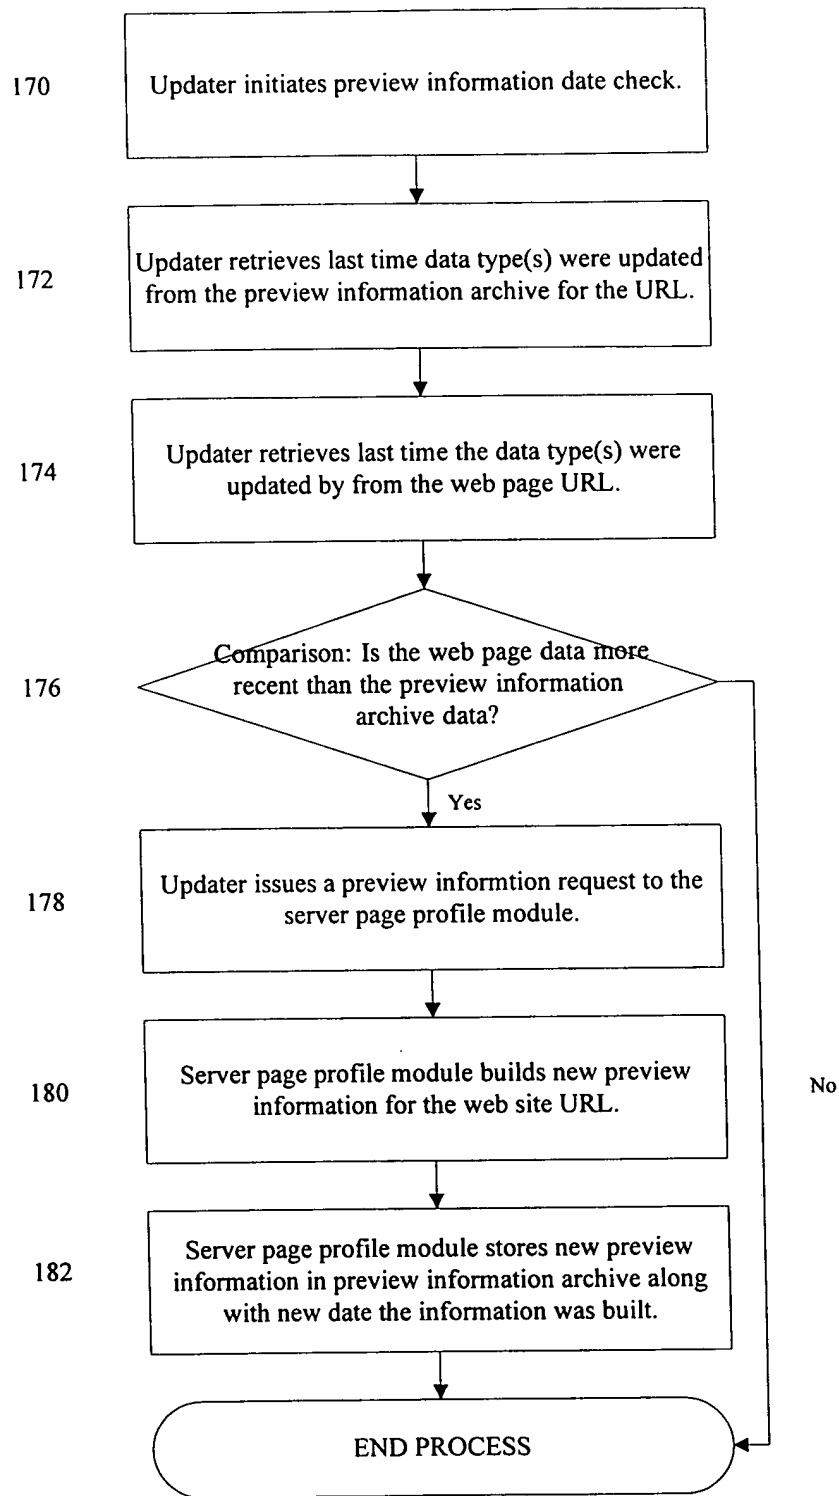 170
Updater initiates preview information date check.
172
Updater retrieves last time data type(s) were updated
from the preview information archive for the URL.
174
Updater retrieves last time the data type(s) were
updated by from the web page URL.
176
Comparison: Is the web page data more
recent than the preview information
archive data?
Yes
178
Updater issues a preview informtion request to the
server page profile module.
180
Server page profile module builds new preview
information for the web site URL.
No
182
Server page profile module stores new preview
information in preview information archive along
with new date the information was built.
END PROCESS